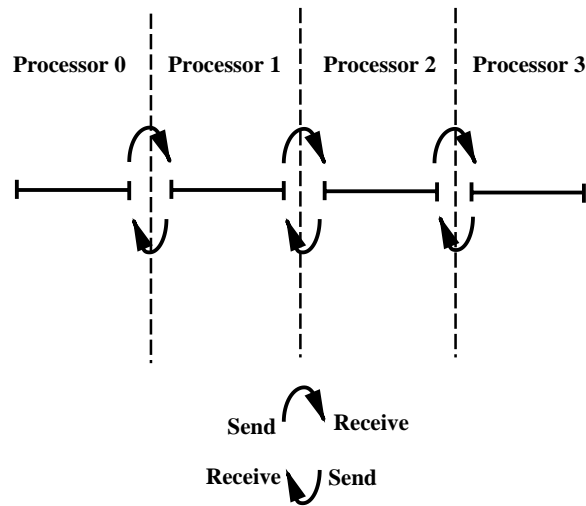 Processor 0 Processor 1 Processor 2 Processor 3
Send Receive
Receive Send